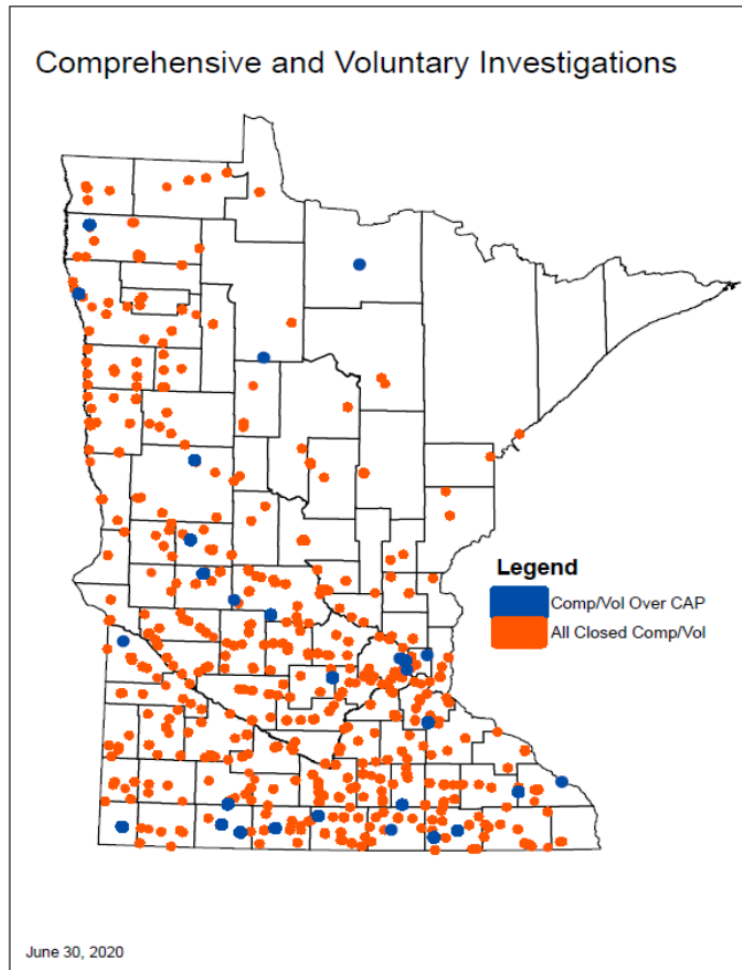 Comprehensive and Voluntary Investigations
Legend
Comp/Vol Over CAP
All Closed Comp/Vol
June 30, 2020